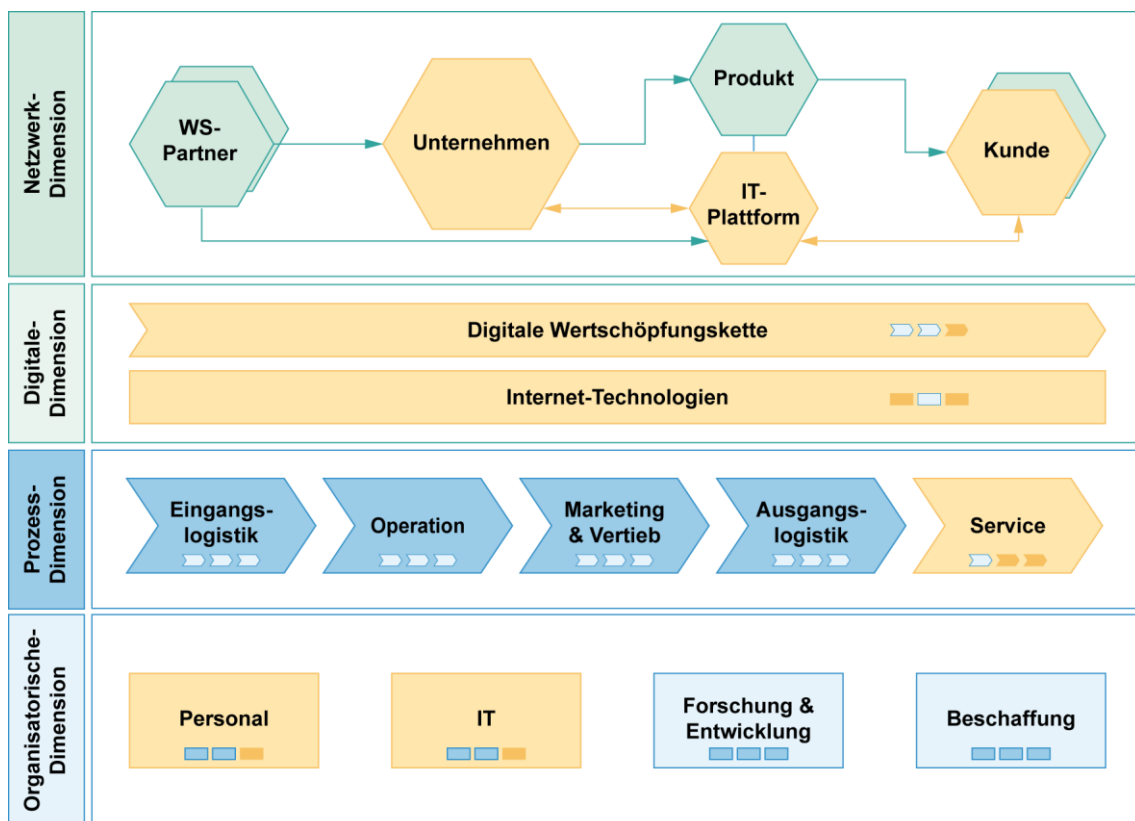 Netzwerk-
Dimension
WS-
Partner
Unternehmen
Produkt
IT-
Plattform
Kunde
Digitale-
Dimension
Digitale Wertschöpfungskette
Internet-Technologien
Prozess-
Dimension
Eingangs-
logistik
Operation
Marketing
& Vertieb
Ausgangs-
logistik
Service
Organisatorische-
Dimension
Personal
IT
Forschung &
Entwicklung
Beschaffung